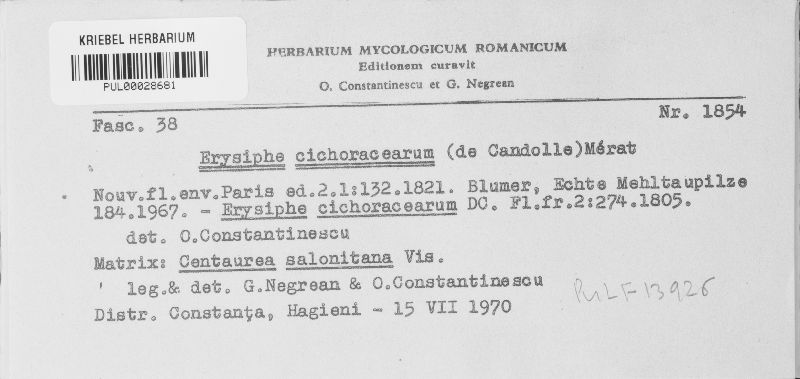 KRIEBEL HERBARIUM
PUL00028681
HERBARIUM MYCOLOGICUM ROMANICUM
Editionem curavit
O. Constantinescu et G. Negrean
Fasc. 38
Nr. 1854
Erysiphe cichoracearum (de Candolle)Mérat
Nouv.fl.env.Paris ed.2.1:132.1821. Blumer, Echte Mehltaupilze
184.1967. - Erysiphe cichoracearum DC. Fl.fr.2:274.1805.
det. O.Constantinescu
Matrix: Centaurea salonitana Vis.
leg.& det. G.Negrean & O.Constantinescu
Distr. Constanţa, Hagieni - 15 VII 1970
PULF13926